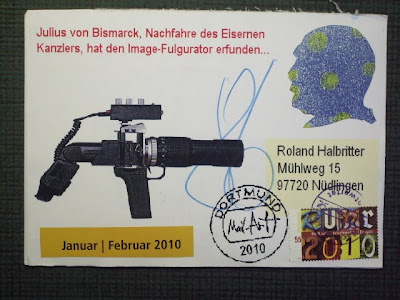 Julius von Bismarck, Nachfahre des Eisernen
Kanzlers, hat den Image-Fulgurator erfunden...
Roland Halbritter
Mühlweg 15
97720 Nüdlingen
DORTMUND
Mail Art
2010
RUHR
2010
Januar | Februar 2010